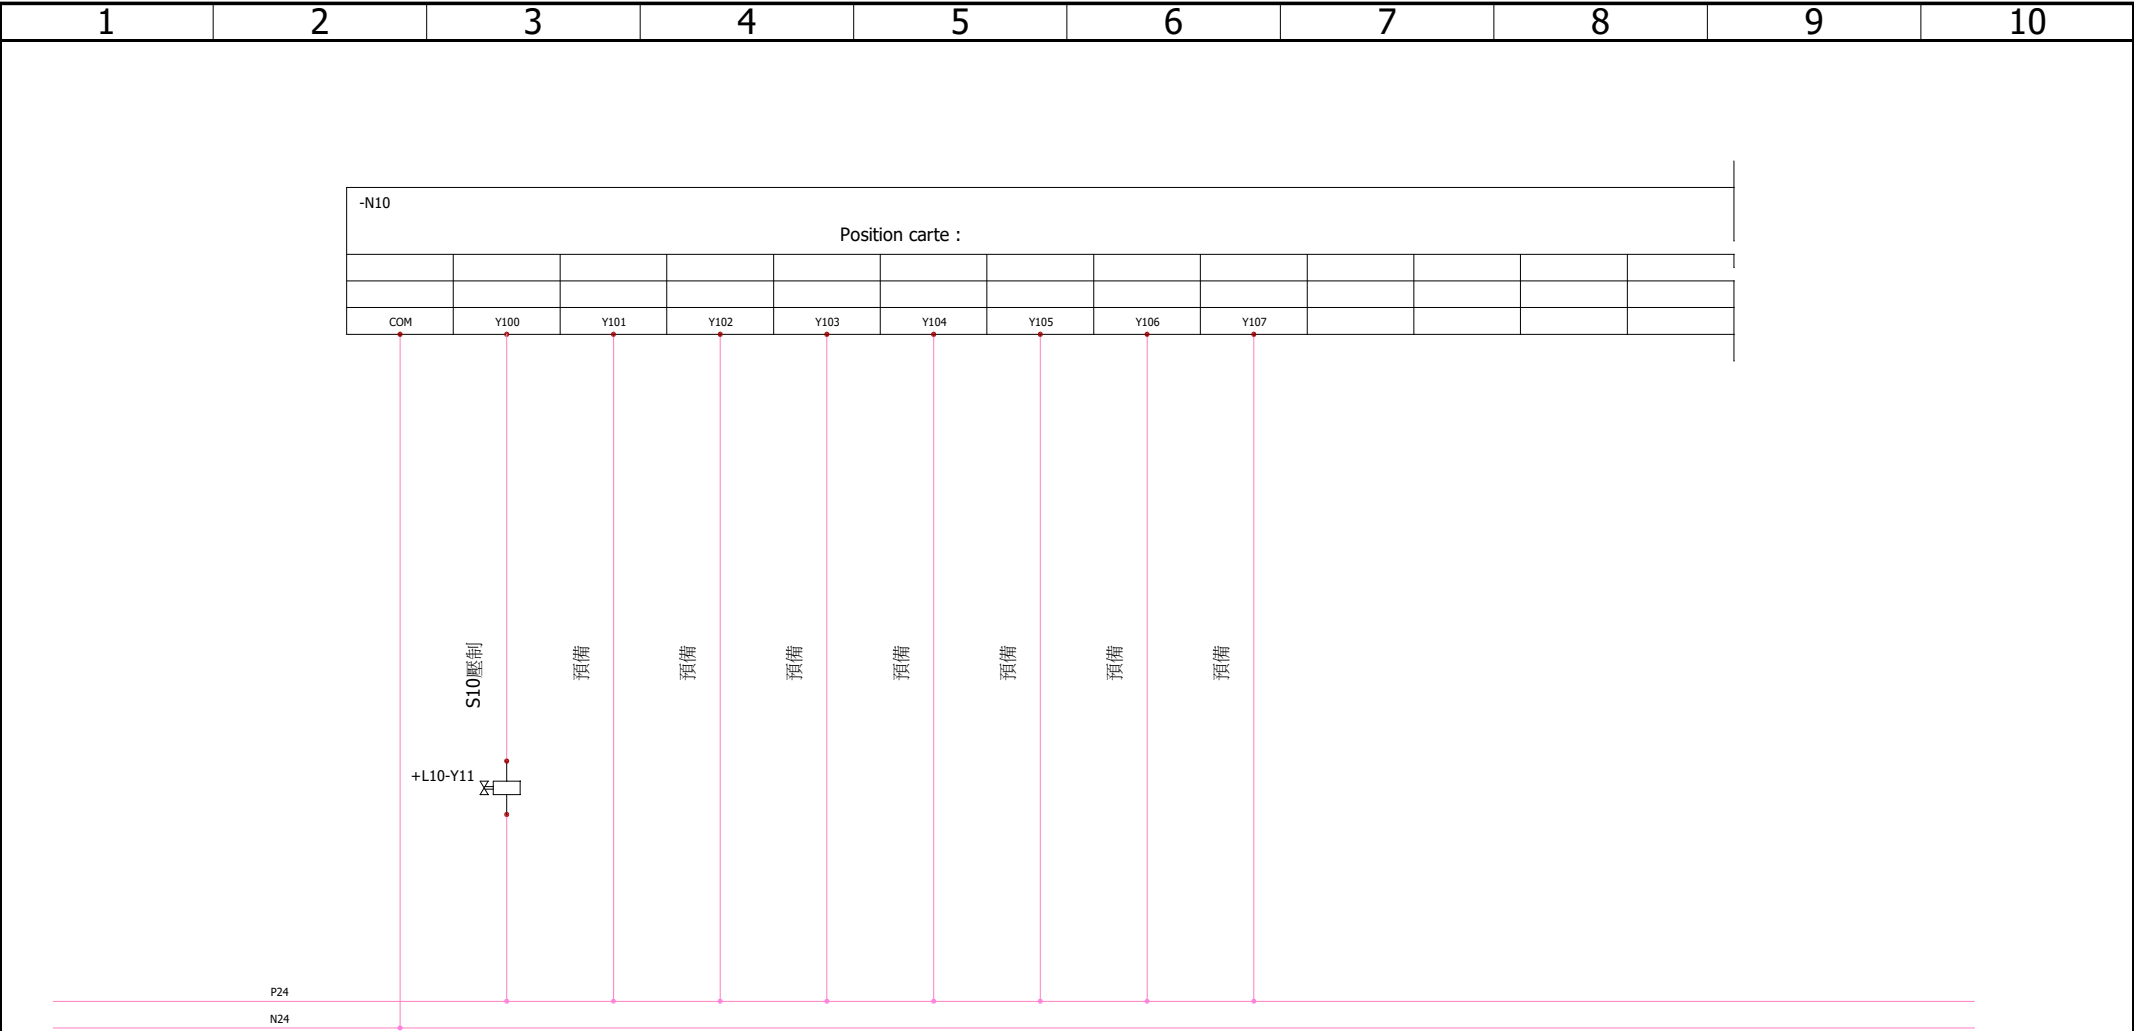 1 2 3 4 5 6 7 8 9 10
-N10
Position carte :
COM Y100 Y101 Y102 Y103 Y104 Y105 Y106 Y107
S10壓制
預備
預備
預備
預備
預備
預備
預備
+L10-Y11
P24
N24